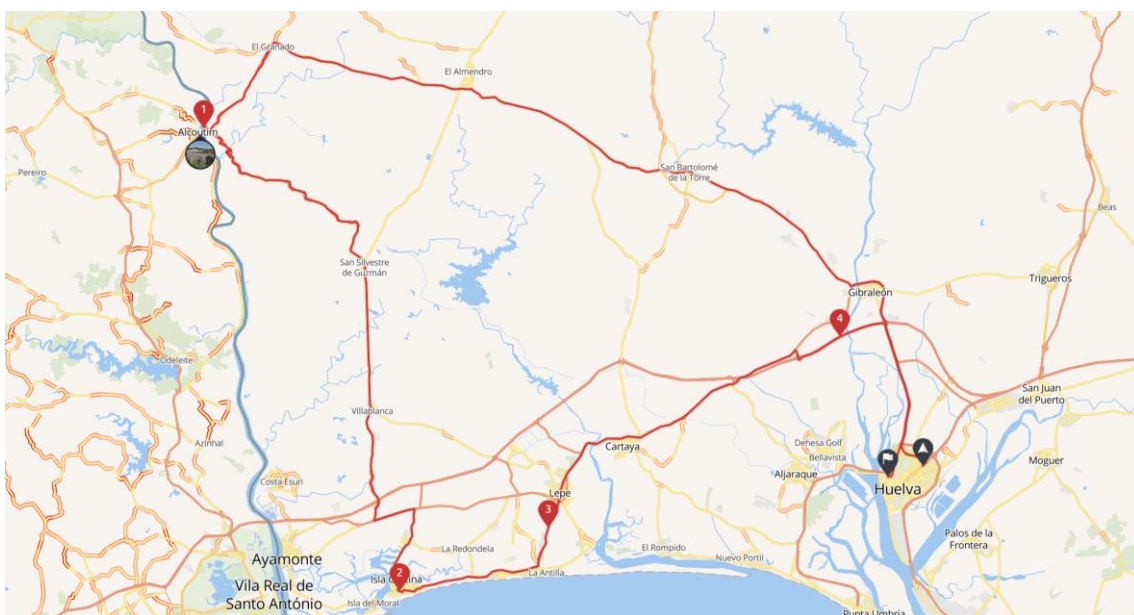 El Granado
El Almendro
1
Alcoutim
Pereiro
San Bartolomé
de la Torre
Beas
San Silvestre
de Guzmán
Trigueros
Gibraleón
4
Odeleite
San Juan
del Puerto
Villablanca
Azinhal
Cartaya
Dehesa Golf
Bellavista
Aljaraque
Moguer
Costa Esuri
Lepe
Huelva
3
Palos de la
Frontera
Ayamonte
La Redondela
El Rompido
Nuevo Portil
2
La Antilla
Vila Real de
Santo António
Isla del Moral
Punta Umbría